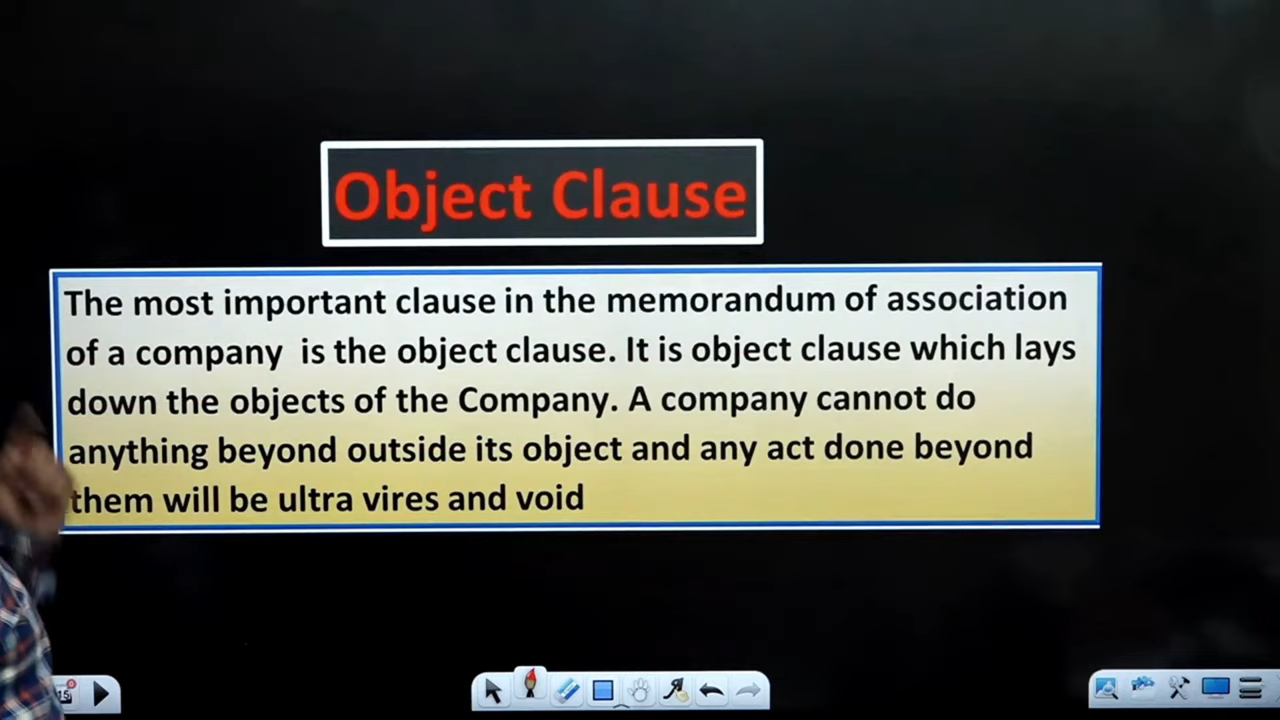 Object Clause
The most important clause in the memorandum of association
of a company is the object clause. It is object clause which lays
down the objects of the Company. A company cannot do
anything beyond outside its object and any act done beyond
them will be ultra vires and void